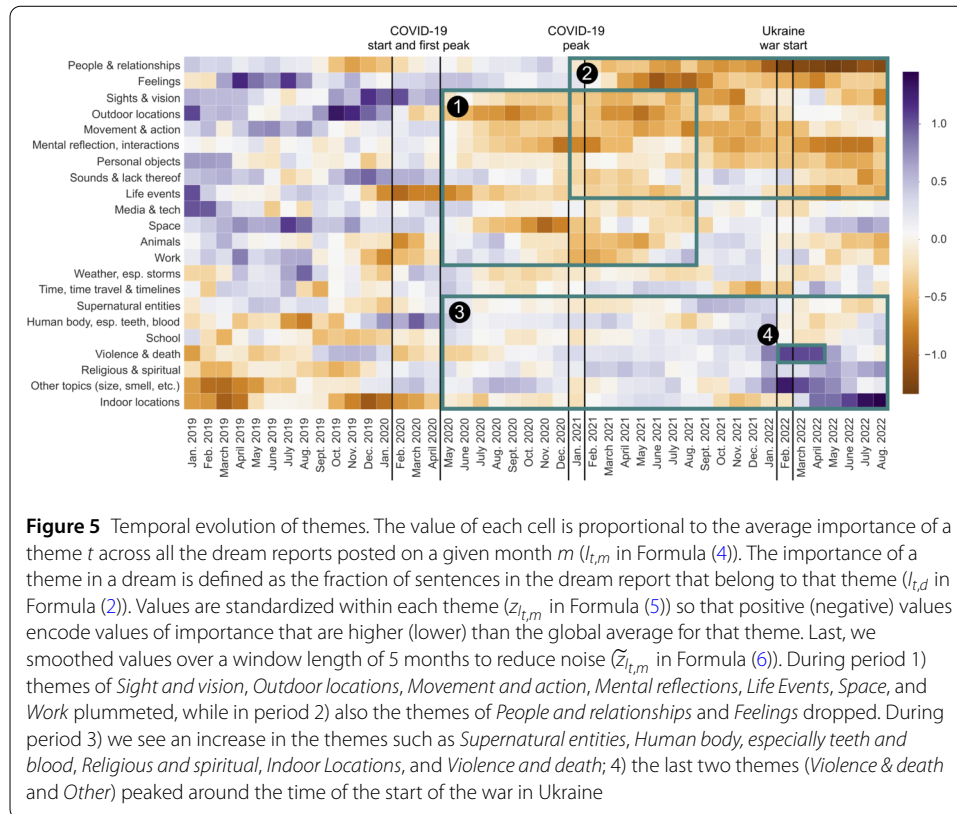 COVID-19
start and first peak
COVID-19
peak
Ukraine
war start
People & relationships
Feelings
Sights & vision
Outdoor locations
Movement & action
Mental reflection, interactions
Personal objects
Sounds & lack thereof
Life events
Media & tech
Space
Animals
Work
Weather, esp. storms
Time, time travel & timelines
Supernatural entities
Human body, esp. teeth, blood
School
Violence & death
Religious & spiritual
Other topics (size, smell, etc.)
Indoor locations
1
2
3
4
1.0
0.5
0.0
−0.5
−1.0
Jan. 2019
Feb. 2019
March 2019
April 2019
May 2019
June 2019
July 2019
Aug. 2019
Sept. 2019
Oct. 2019
Nov. 2019
Dec. 2019
Jan. 2020
Feb. 2020
March 2020
April 2020
May 2020
June 2020
July 2020
Aug. 2020
Sept. 2020
Oct. 2020
Nov. 2020
Dec. 2020
Jan. 2021
Feb. 2021
March 2021
April 2021
May 2021
June 2021
July 2021
Aug. 2021
Sept. 2021
Oct. 2021
Nov. 2021
Dec. 2021
Jan. 2022
Feb. 2022
March 2022
April 2022
May 2022
June 2022
July 2022
Aug. 2022
Figure 5 Temporal evolution of themes. The value of each cell is proportional to the average importance of a
theme t across all the dream reports posted on a given month m (I_{t,m} in Formula (4)). The importance of a
theme in a dream is defined as the fraction of sentences in the dream report that belong to that theme (I_{t,d} in
Formula (2)). Values are standardized within each theme (z_{I_{t,m}} in Formula (5)) so that positive (negative) values
encode values of importance that are higher (lower) than the global average for that theme. Last, we
smoothed values over a window length of 5 months to reduce noise (z̃_{I_{t,m}} in Formula (6)). During period 1)
themes of Sight and vision, Outdoor locations, Movement and action, Mental reflections, Life Events, Space, and
Work plummeted, while in period 2) also the themes of People and relationships and Feelings dropped. During
period 3) we see an increase in the themes such as Supernatural entities, Human body, especially teeth and
blood, Religious and spiritual, Indoor Locations, and Violence and death; 4) the last two themes (Violence & death
and Other) peaked around the time of the start of the war in Ukraine